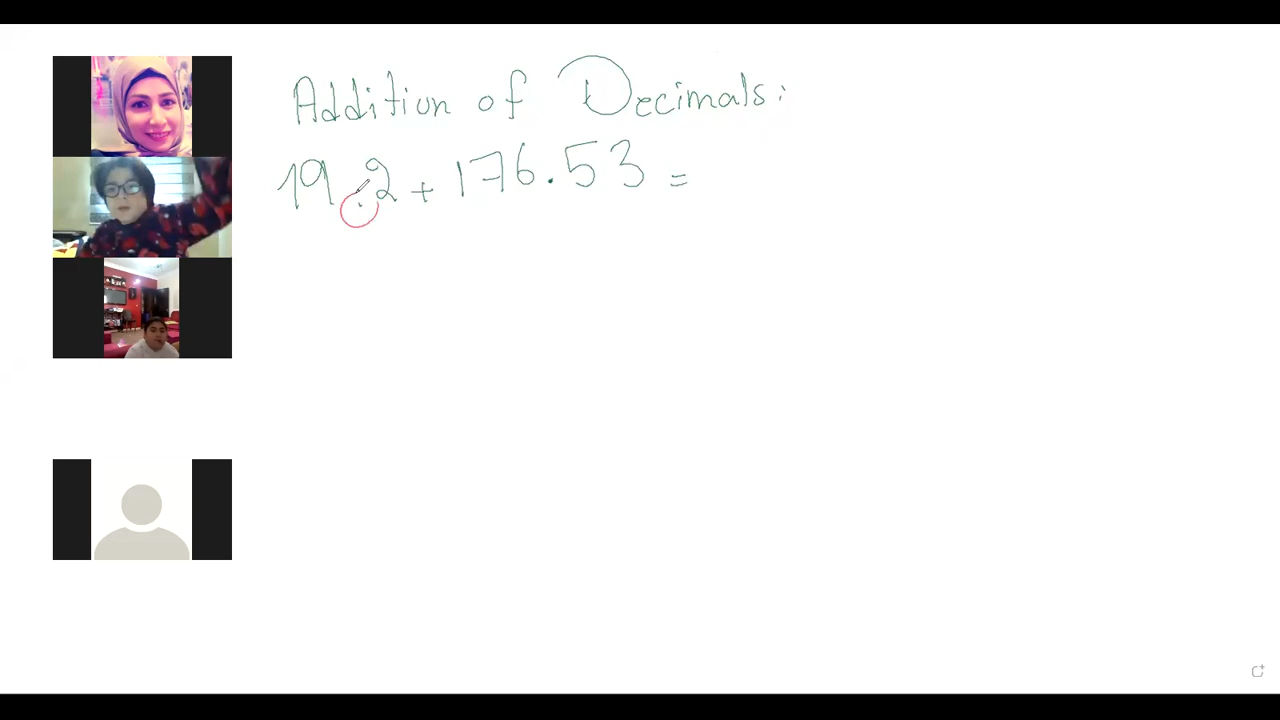 Addition of Decimals:
19.2 + 176.53 =